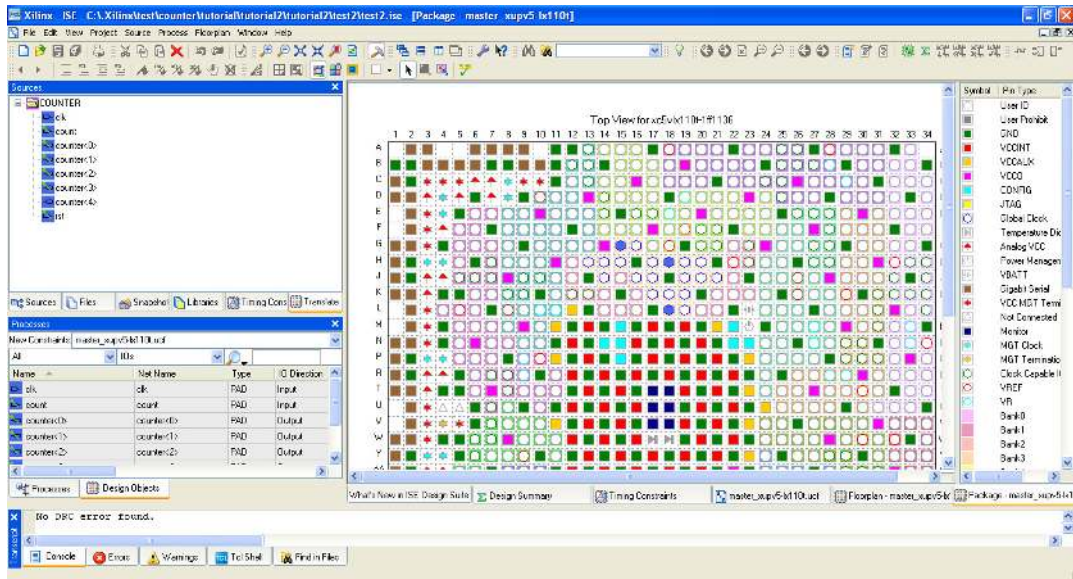 Xilinx - ISE - C:\.Xilinx\test\counter\tutorial\tutorial2\tutorial2\test2\test2.ise - [Package - master_xupv5-lx110t]
File Edit View Project Source Process Floorplan Window Help
Sources
COUNTER
clk
count
counter<0>
counter<1>
counter<2>
counter<3>
counter<4>
rst
Sources Files Snapshot Libraries Timing Cons Translate
Processes
New Constraints: master_xupv5-lx110t.ucf
All IOs
Name Net Name Type IO Direction
clk clk PAD Input
count count PAD Input
counter<0> counter<0> PAD Output
counter<1> counter<1> PAD Output
counter<2> counter<2> PAD Output
Processes Design Objects
Top View for xc5vlx110t-1ff1136
1 2 3 4 5 6 7 8 9 10 11 12 13 14 15 16 17 18 19 20 21 22 23 24 25 26 27 28 29 30 31 32 33 34
A
B
C
D
E
F
G
H
J
K
L
M
N
P
R
T
U
V
W
Y
What's New in ISE Design Suite Design Summary Timing Constraints master_xupv5-lx110t.ucf Floorplan - master_xupv5-lx Package - master_xupv5-lx1
Symbol Pin Type
User IO
User Prohibit
GND
VCCINT
VCCAUX
VCCO
CONFIG
JTAG
Global Clock
Temperature Dio
Analog VCC
Power Managem
VBATT
Gigabit Serial
VCC MGT Termi
Not Connected
Monitor
MGT Clock
MGT Terminatio
Clock Capable I
VREF
VR
Bank0
Bank1
Bank2
Bank3
No DRC error found.
Transcript
Console Errors Warnings Tcl Shell Find in Files